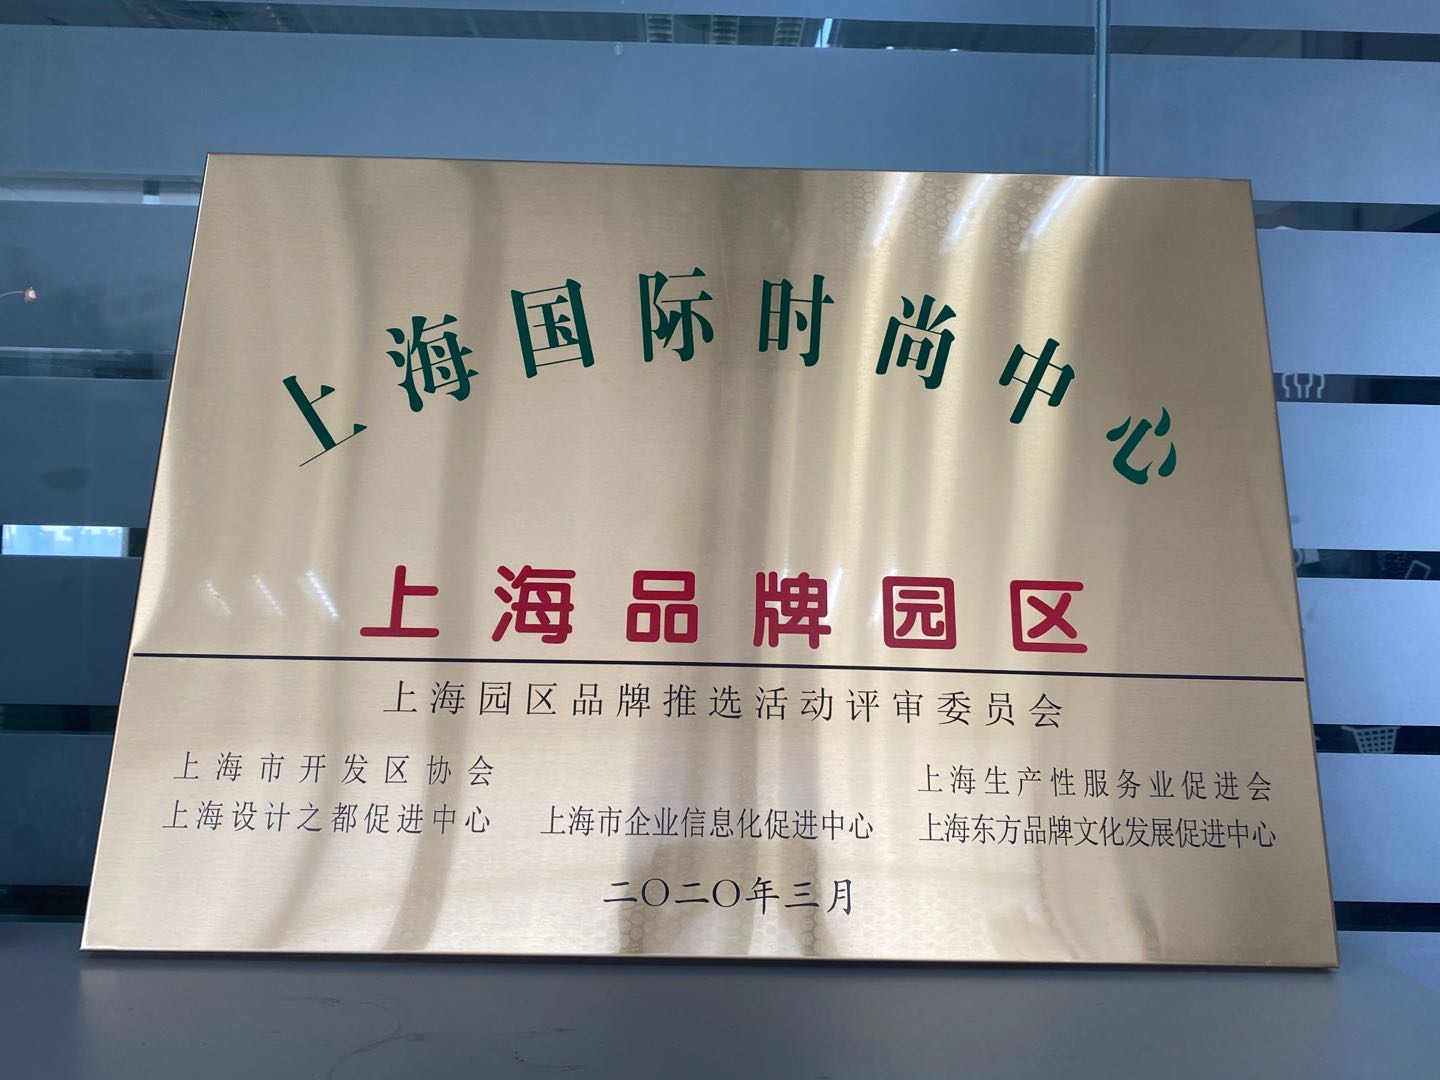 上海国际时尚中心
上海品牌园区
上海园区品牌推选活动评审委员会
上海市开发区协会
上海生产性服务业促进会
上海设计之都促进中心
上海市企业信息化促进中心
上海东方品牌文化发展促进中心
二〇二〇年三月